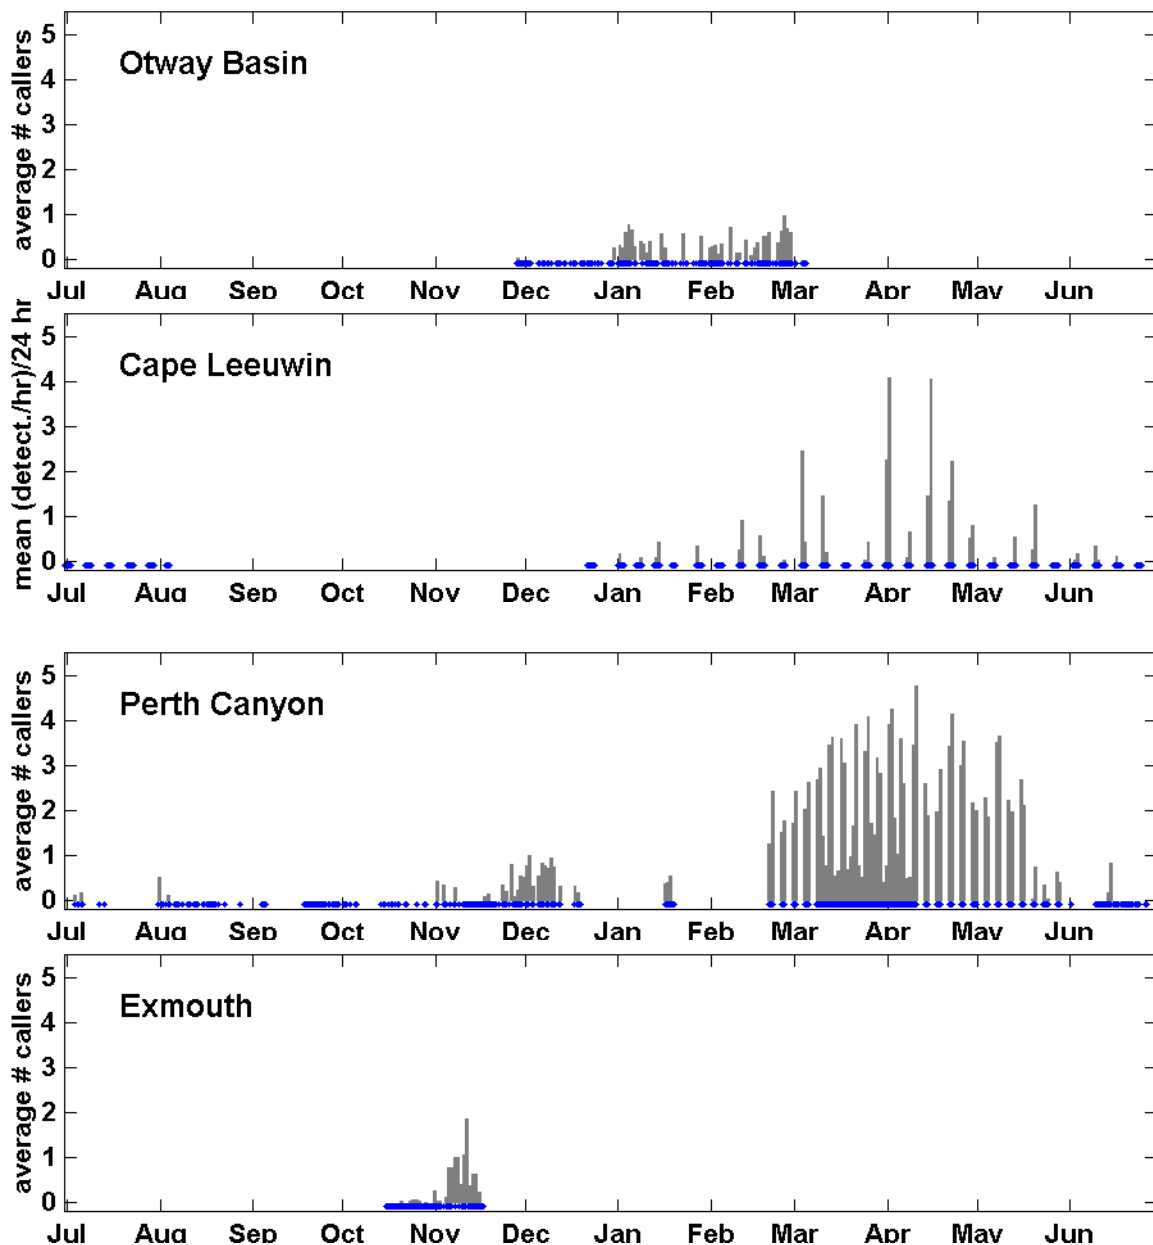 5
4
3
2
1
0
average # callers
Otway Basin
Jul Aug Sep Oct Nov Dec Jan Feb Mar Apr May Jun
5
4
3
2
1
0
mean (detect./hr)/24 hr
Cape Leeuwin
Jul Aug Sep Oct Nov Dec Jan Feb Mar Apr May Jun
5
4
3
2
1
0
average # callers
Perth Canyon
Jul Aug Sep Oct Nov Dec Jan Feb Mar Apr May Jun
5
4
3
2
1
0
average # callers
Exmouth
Jul Aug Sep Oct Nov Dec Jan Feb Mar Apr May Jun